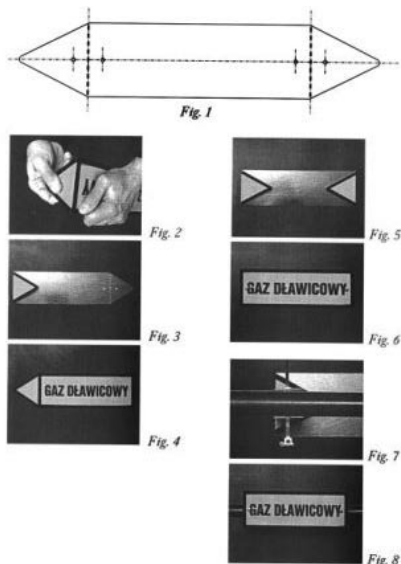 Fig. 1
Fig. 2
Fig. 3
GAZ DŁAWICOWY
Fig. 4
Fig. 5
GAZ DŁAWICOWY
Fig. 6
Fig. 7
GAZ DŁAWICOWY
Fig. 8